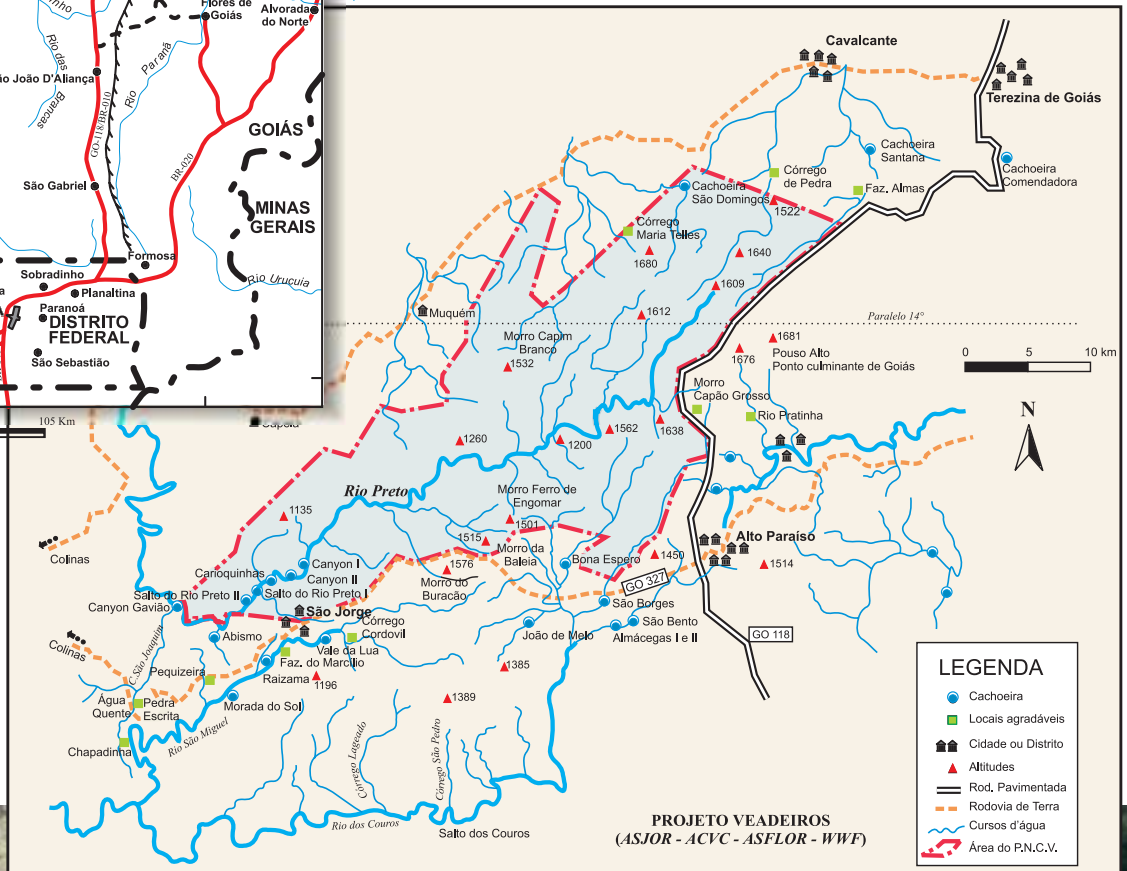 Flores de
Goiás
Alvorada
do Norte
Rio das
Brancas
Rio Paranã
ão João D'Aliança
GO-118/BR-010
BR-020
GOIÁS
São Gabriel
MINAS
GERAIS
Formosa
Sobradinho
Planaltina
Rio Urucuia
Paranoá
DISTRITO
FEDERAL
São Sebastião
105 Km
Cavalcante
Terezina de Goiás
Cachoeira
Santana
Cachoeira
Comendadora
Córrego
de Pedra
Faz. Almas
Cachoeira
São Domingos
1522
Córrego
Maria Telles
1680
1640
1609
Muquém
1612
Paralelo 14°
Morro Capim
Branco
1532
1681
1676
Pouso Alto
Ponto culminante de Goiás
0 5 10 km
Morro
Capão Grosso
Rio Pratinha
N
1638
1562
1200
1260
Rio Preto
Morro Ferro de
Engomar
1135
1501
1515
Morro da
Baleia
Alto Paraíso
1450
1514
Colinas
Canyon I
Canyon II
Carioquinhas
Salto do Rio Preto I
Salto do Rio Preto II
Canyon Gavião
1576
Morro do
Buracão
Bona Espero
GO 327
São Jorge
São Borges
São Bento
Almácegas I e II
João de Melo
GO 118
Córrego
Cordovil
Abismo
Vale da Lua
Faz. do Marcílio
Raizama
1196
Colinas
C. São Joaquim
Pequizeira
1385
1389
Água
Quente
Pedra
Escrita
Morada do Sol
Rio São Miguel
Chapadinha
Córrego Lageado
Córrego São Pedro
Rio dos Couros
Salto dos Couros
PROJETO VEADEIROS
(ASJOR - ACVC - ASFLOR - WWF)
LEGENDA
Cachoeira
Locais agradáveis
Cidade ou Distrito
Altitudes
Rod. Pavimentada
Rodovia de Terra
Cursos d'água
Área do P.N.C.V.